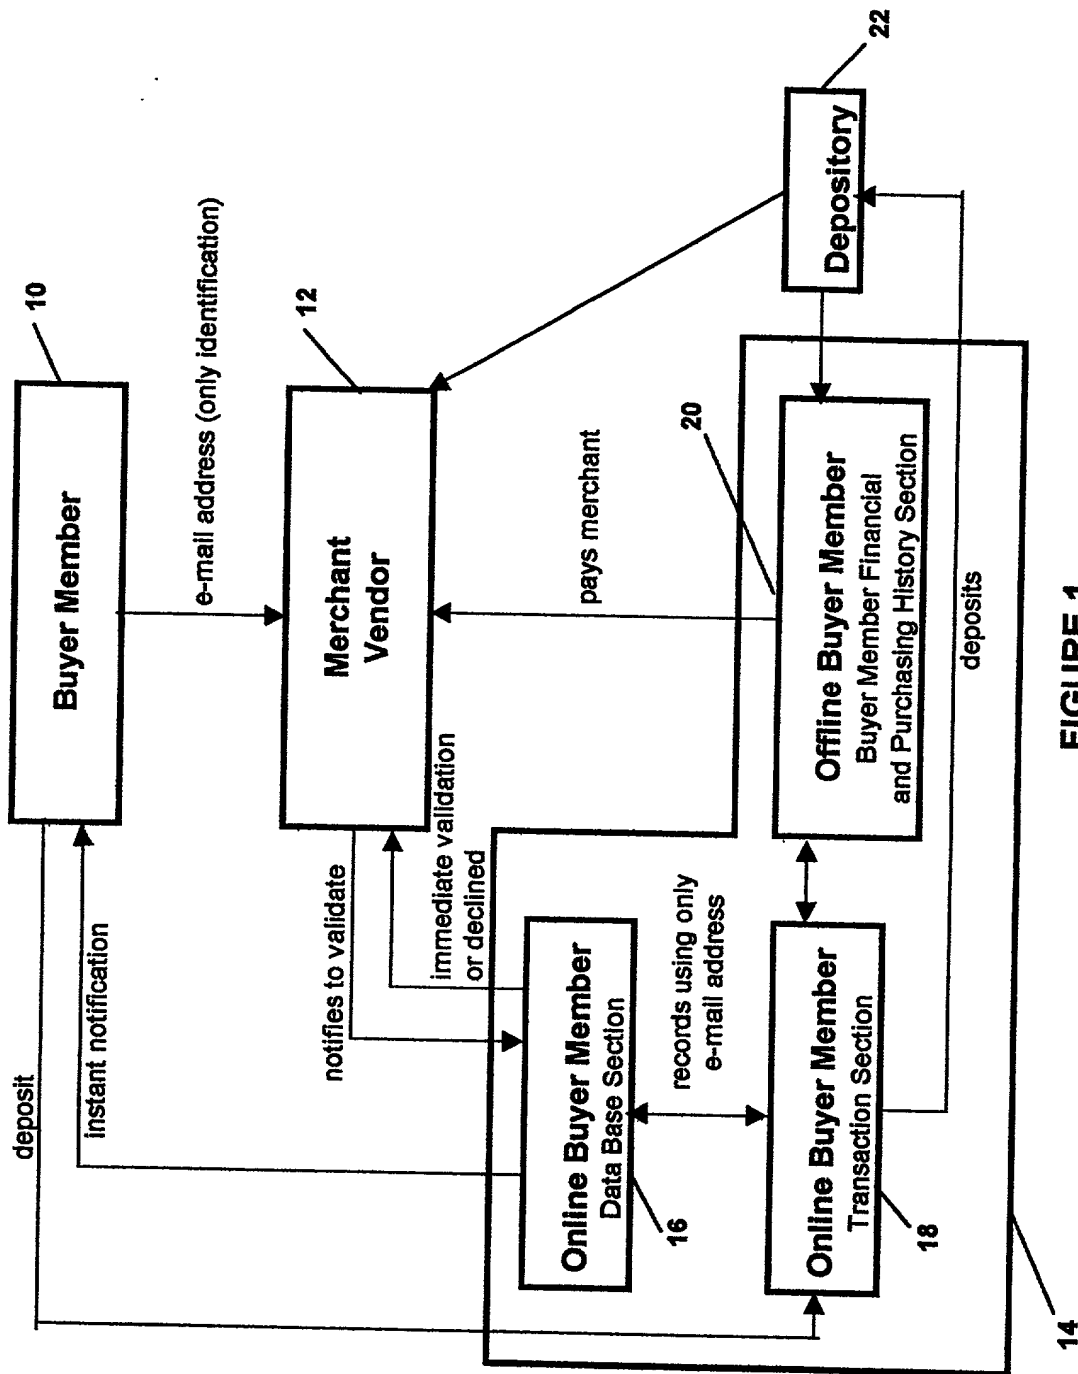 10
Buyer Member
e-mail address (only identification)
deposit
instant notification
12
Merchant
Vendor
22
Depository
notifies to validate
immediate validation
or declined
pays merchant
20
Online Buyer Member
Data Base Section
16
records using only
e-mail address
Offline Buyer Member
Buyer Member Financial
and Purchasing History Section
Online Buyer Member
Transaction Section
18
deposits
14
FIGURE 1